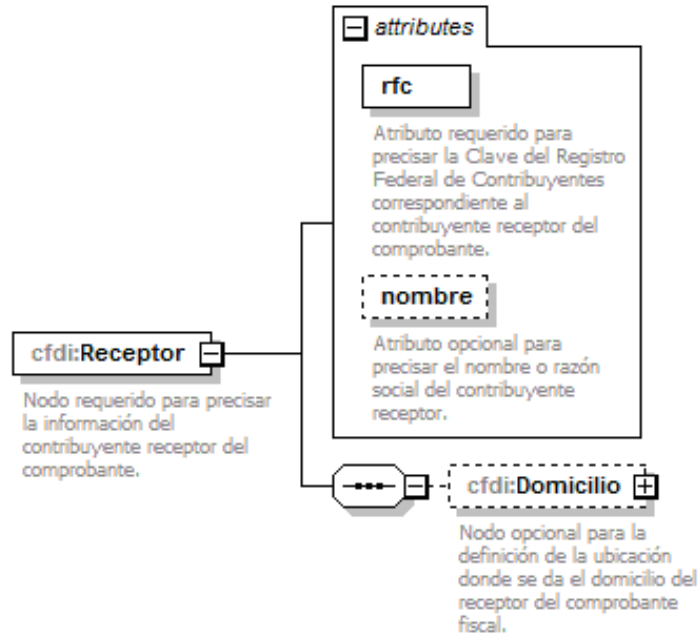 attributes
rfc
Atributo requerido para
precisar la Clave del Registro
Federal de Contribuyentes
correspondiente al
contribuyente receptor del
comprobante.
nombre
Atributo opcional para
precisar el nombre o razón
social del contribuyente
receptor.
cfdi:Receptor
Nodo requerido para precisar
la información del
contribuyente receptor del
comprobante.
cfdi:Domicilio
Nodo opcional para la
definición de la ubicación
donde se da el domicilio del
receptor del comprobante
fiscal.